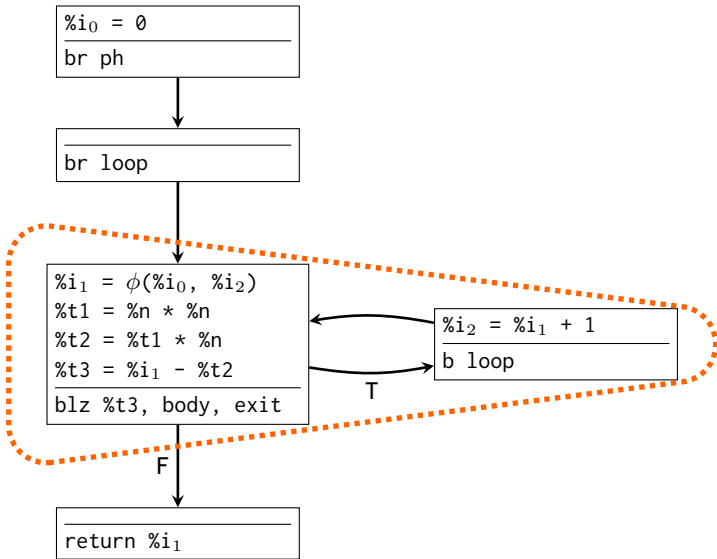 %i₀ = 0
br ph
br loop
%i₁ = ϕ(%i₀, %i₂)
%t1 = %n * %n
%t2 = %t1 * %n
%t3 = %i₁ - %t2
blz %t3, body, exit
%i₂ = %i₁ + 1
b loop
T
F
return %i₁